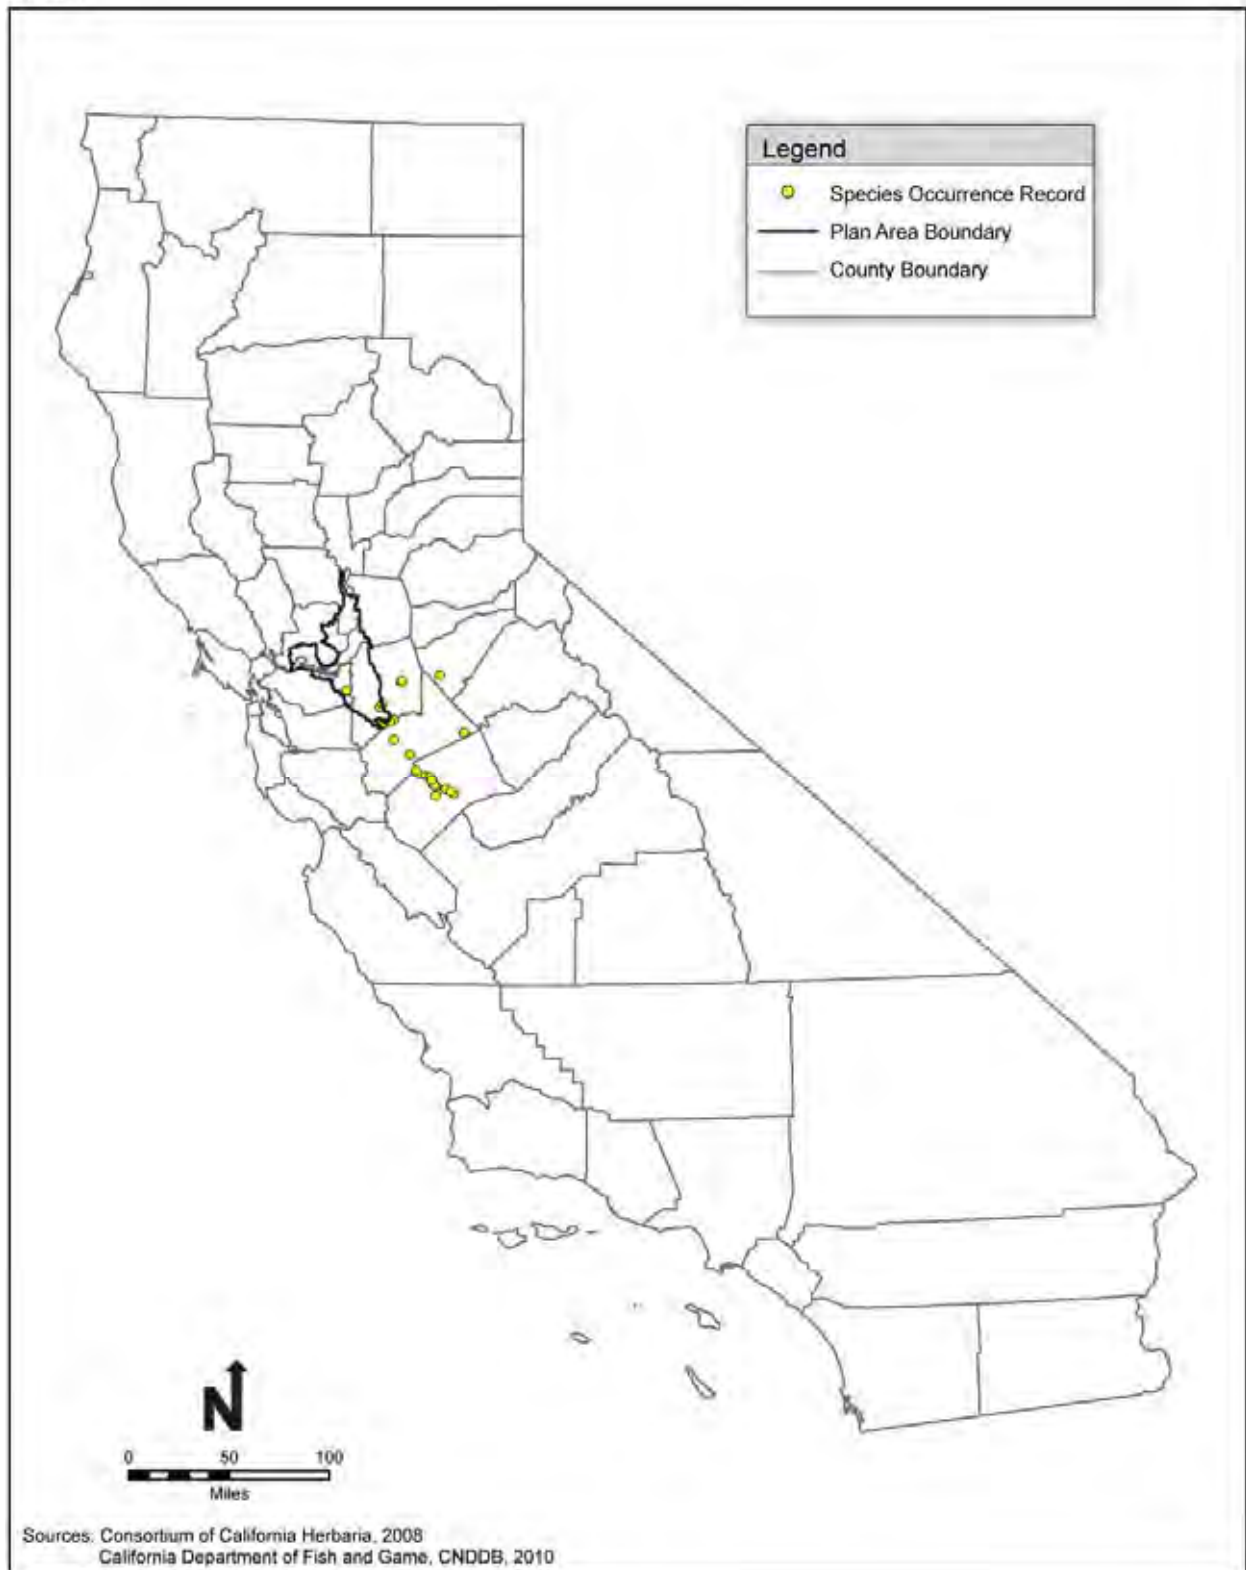 Legend
Species Occurrence Record
Plan Area Boundary
County Boundary
N
0 50 100
Miles
Sources: Consortium of California Herbaria, 2008
California Department of Fish and Game, CNDDB, 2010